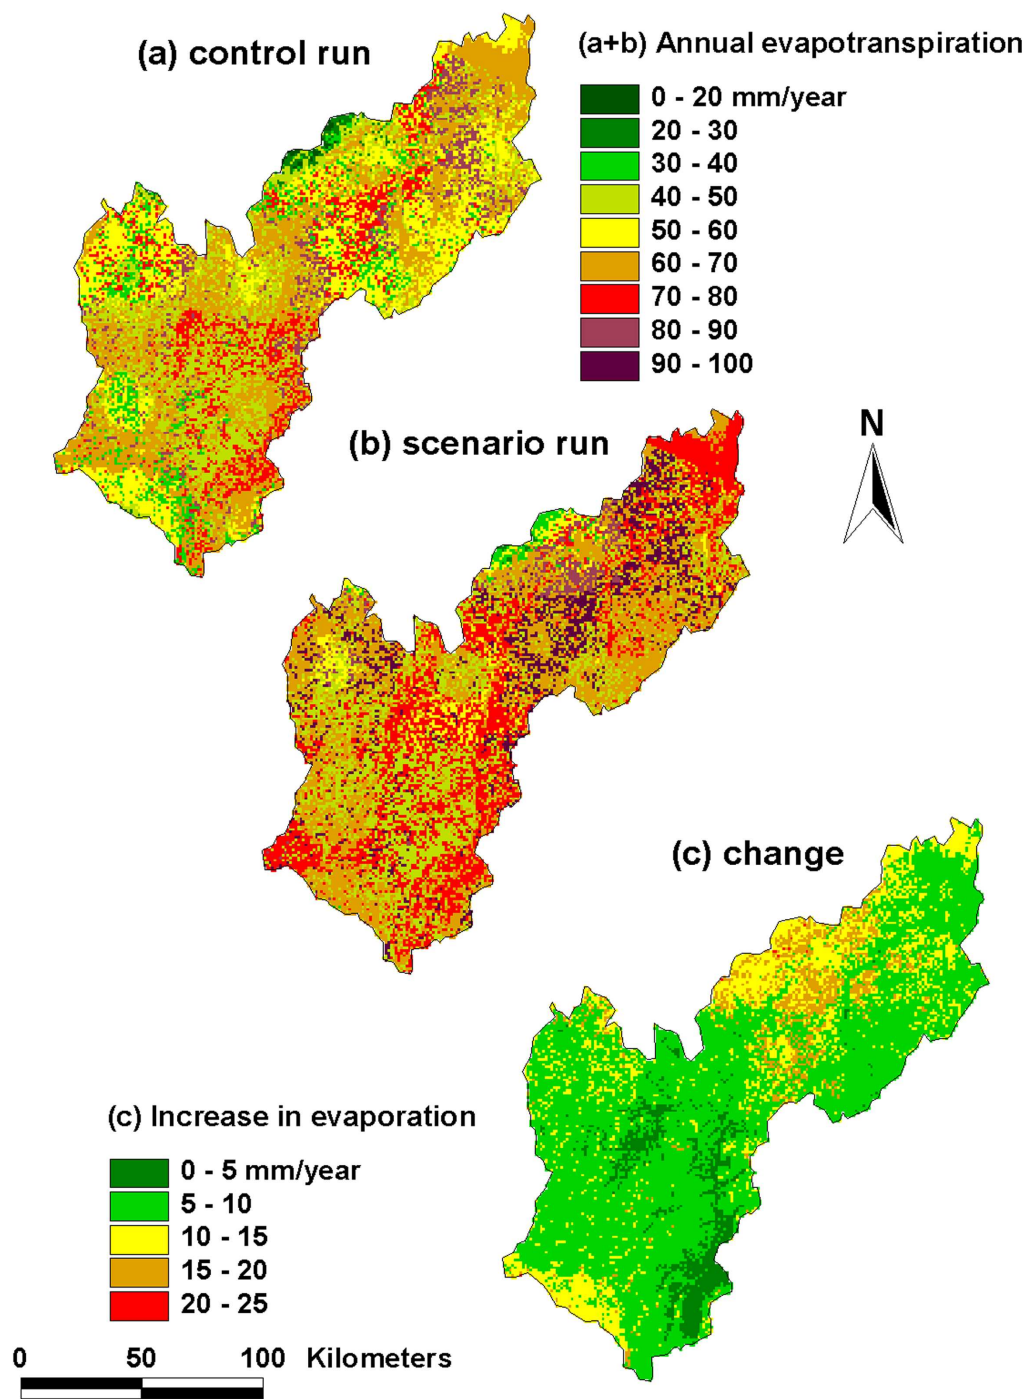 (a) control run
(a+b) Annual evapotranspiration
0 - 20 mm/year
20 - 30
30 - 40
40 - 50
50 - 60
60 - 70
70 - 80
80 - 90
90 - 100
(b) scenario run
N
(c) change
(c) Increase in evaporation
0 - 5 mm/year
5 - 10
10 - 15
15 - 20
20 - 25
0 50 100 Kilometers